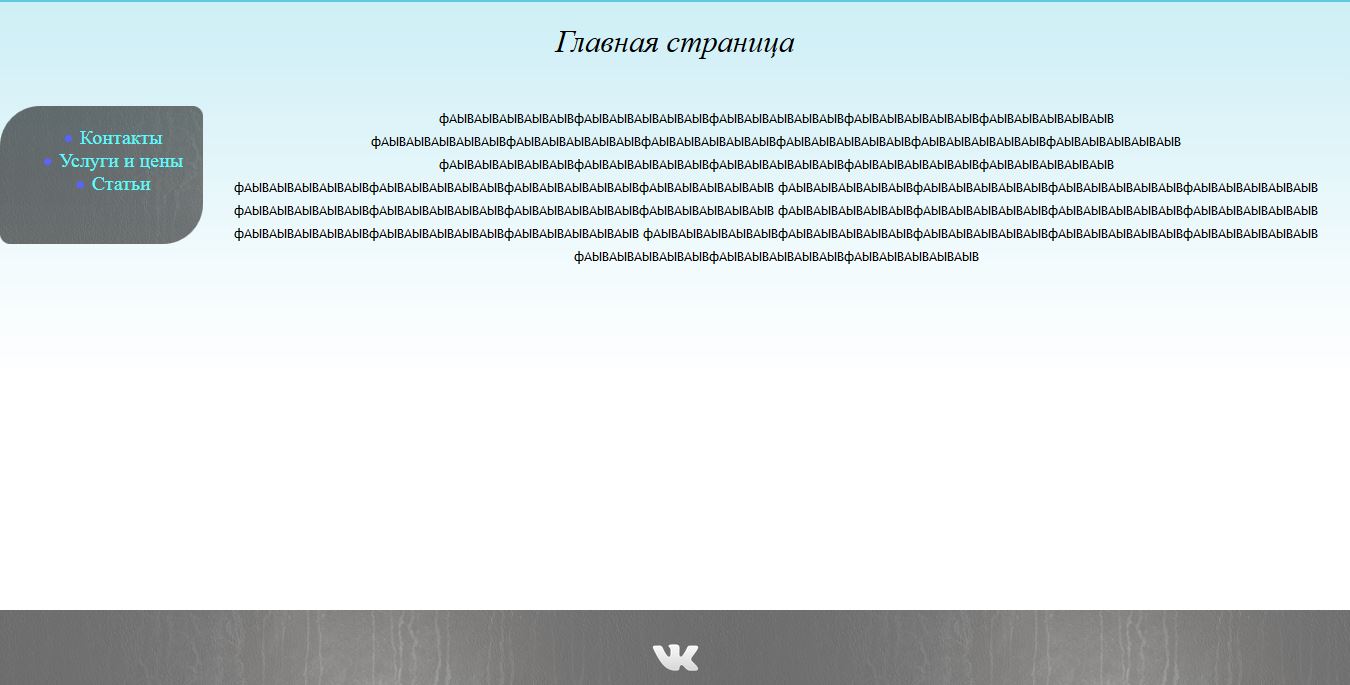 Главная страница
Контакты
Услуги и цены
Статьи
фАЫВАЫВАЫВАЫВАЫВфАЫВАЫВАЫВАЫВАЫВфАЫВАЫВАЫВАЫВАЫВфАЫВАЫВАЫВАЫВАЫВфАЫВАЫВАЫВАЫВАЫВ
фАЫВАЫВАЫВАЫВАЫВфАЫВАЫВАЫВАЫВАЫВфАЫВАЫВАЫВАЫВАЫВфАЫВАЫВАЫВАЫВАЫВфАЫВАЫВАЫВАЫВАЫВфАЫВАЫВАЫВАЫВАЫВ
фАЫВАЫВАЫВАЫВАЫВфАЫВАЫВАЫВАЫВАЫВфАЫВАЫВАЫВАЫВАЫВфАЫВАЫВАЫВАЫВАЫВфАЫВАЫВАЫВАЫВАЫВ
фАЫВАЫВАЫВАЫВАЫВфАЫВАЫВАЫВАЫВАЫВфАЫВАЫВАЫВАЫВАЫВфАЫВАЫВАЫВАЫВАЫВ фАЫВАЫВАЫВАЫВАЫВфАЫВАЫВАЫВАЫВАЫВфАЫВАЫВАЫВАЫВАЫВфАЫВАЫВАЫВАЫВАЫВ
фАЫВАЫВАЫВАЫВАЫВфАЫВАЫВАЫВАЫВАЫВфАЫВАЫВАЫВАЫВАЫВфАЫВАЫВАЫВАЫВАЫВ фАЫВАЫВАЫВАЫВАЫВфАЫВАЫВАЫВАЫВАЫВфАЫВАЫВАЫВАЫВАЫВфАЫВАЫВАЫВАЫВАЫВ
фАЫВАЫВАЫВАЫВАЫВфАЫВАЫВАЫВАЫВАЫВфАЫВАЫВАЫВАЫВАЫВ фАЫВАЫВАЫВАЫВАЫВфАЫВАЫВАЫВАЫВАЫВфАЫВАЫВАЫВАЫВАЫВфАЫВАЫВАЫВАЫВАЫВфАЫВАЫВАЫВАЫВАЫВ
фАЫВАЫВАЫВАЫВАЫВфАЫВАЫВАЫВАЫВАЫВфАЫВАЫВАЫВАЫВАЫВ